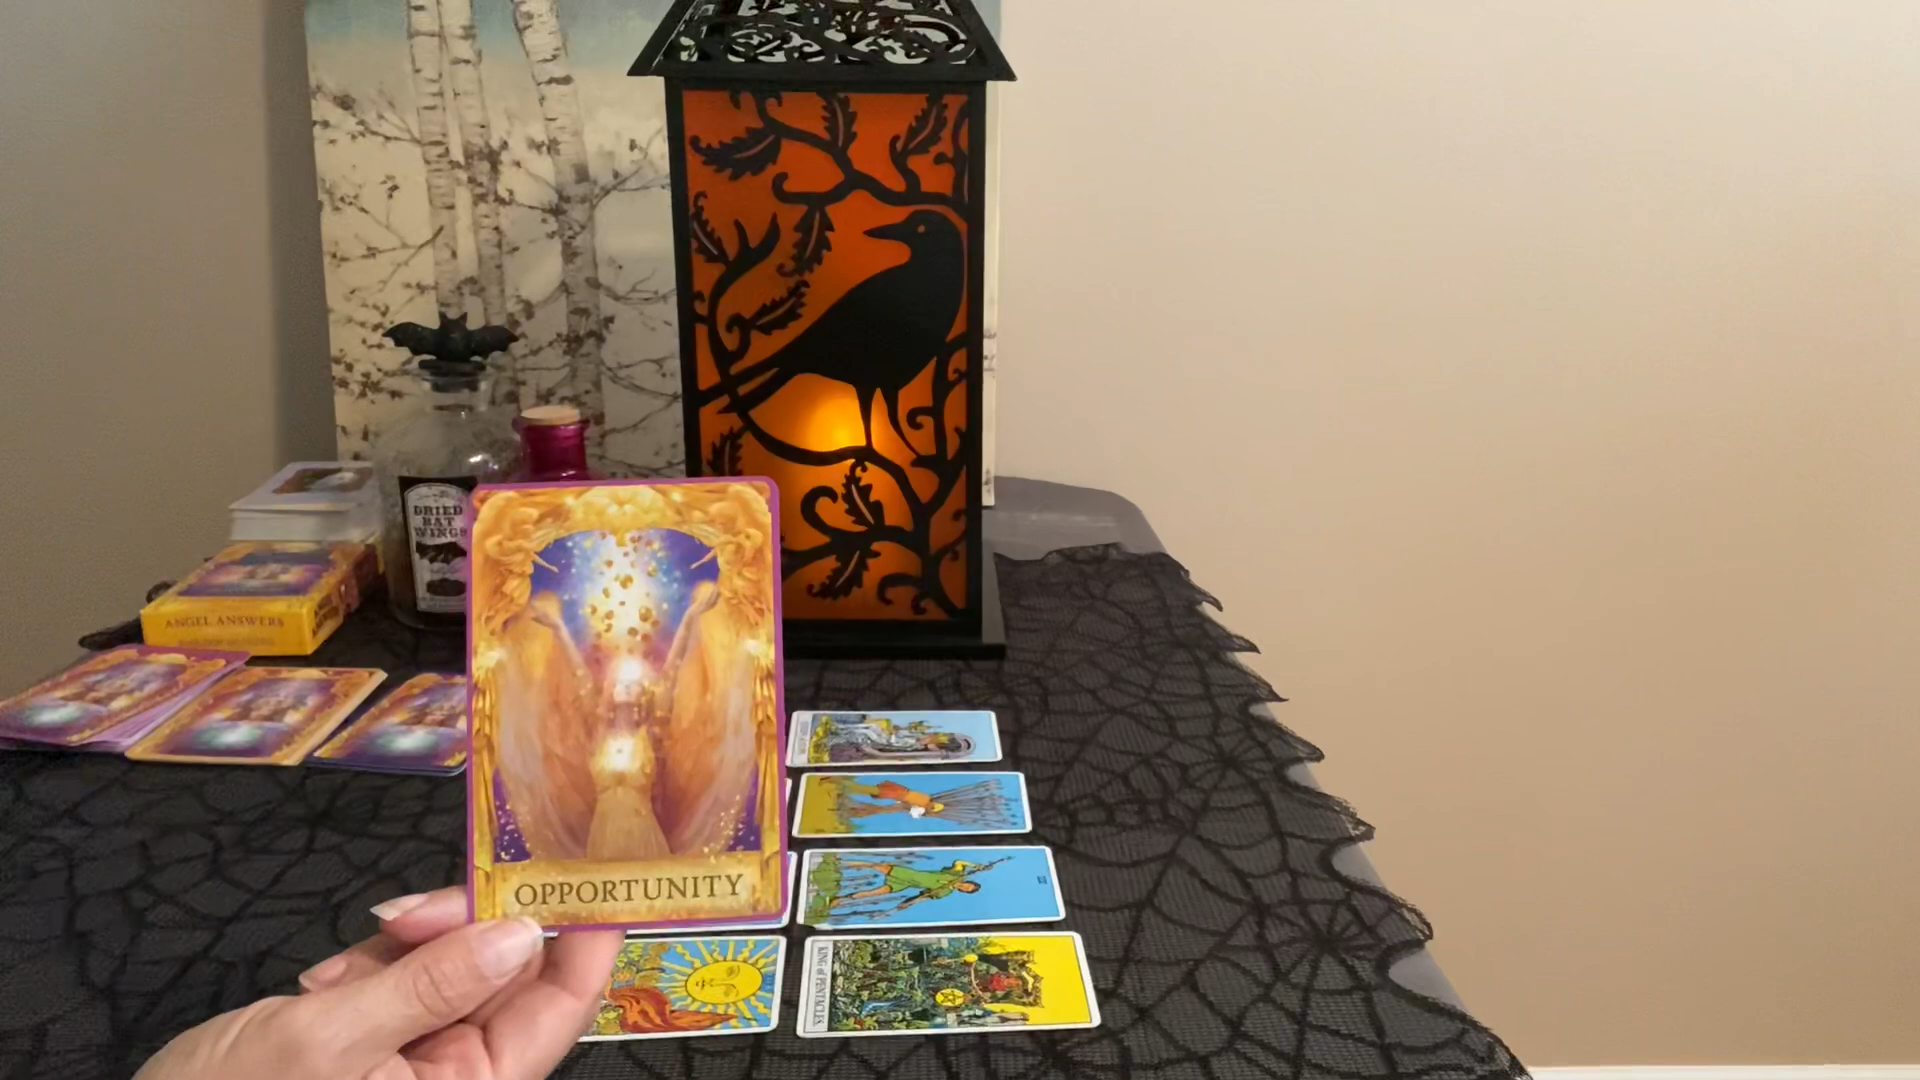 DRIED
BAT
WINGS
ANGEL ANSWERS
OPPORTUNITY
KING of PENTACLES.